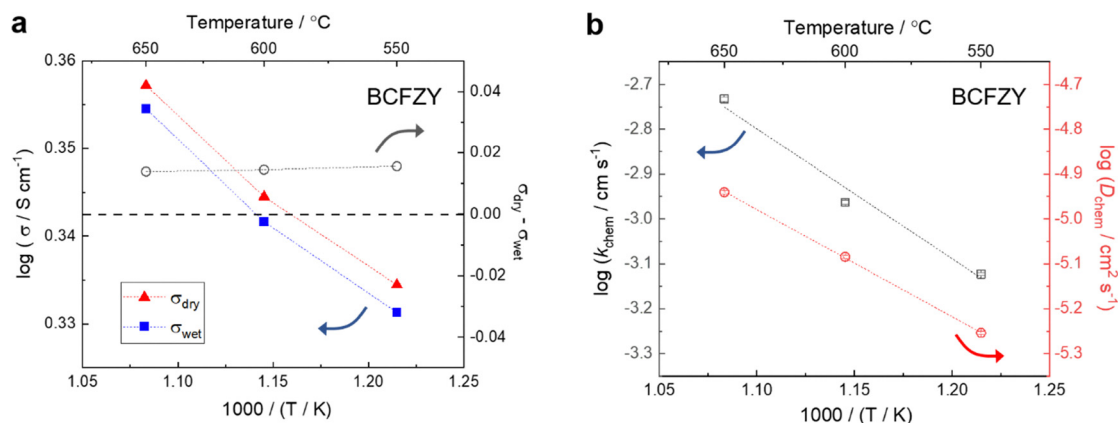 a
Temperature / °C
650 600 550
BCFZY
log ( σ / S cm⁻¹)
0.36
0.35
0.34
0.33
0.04
0.02
0.00
-0.02
-0.04
σdry - σwet
σdry
σwet
1.05 1.10 1.15 1.20 1.25
1000 / (T / K)
b
Temperature / °C
650 600 550
BCFZY
log (kchem / cm s⁻¹)
-2.7
-2.8
-2.9
-3.0
-3.1
-3.2
-3.3
-4.7
-4.8
-4.9
-5.0
-5.1
-5.2
-5.3
log (Dchem / cm² s⁻¹)
1.05 1.10 1.15 1.20 1.25
1000 / (T / K)